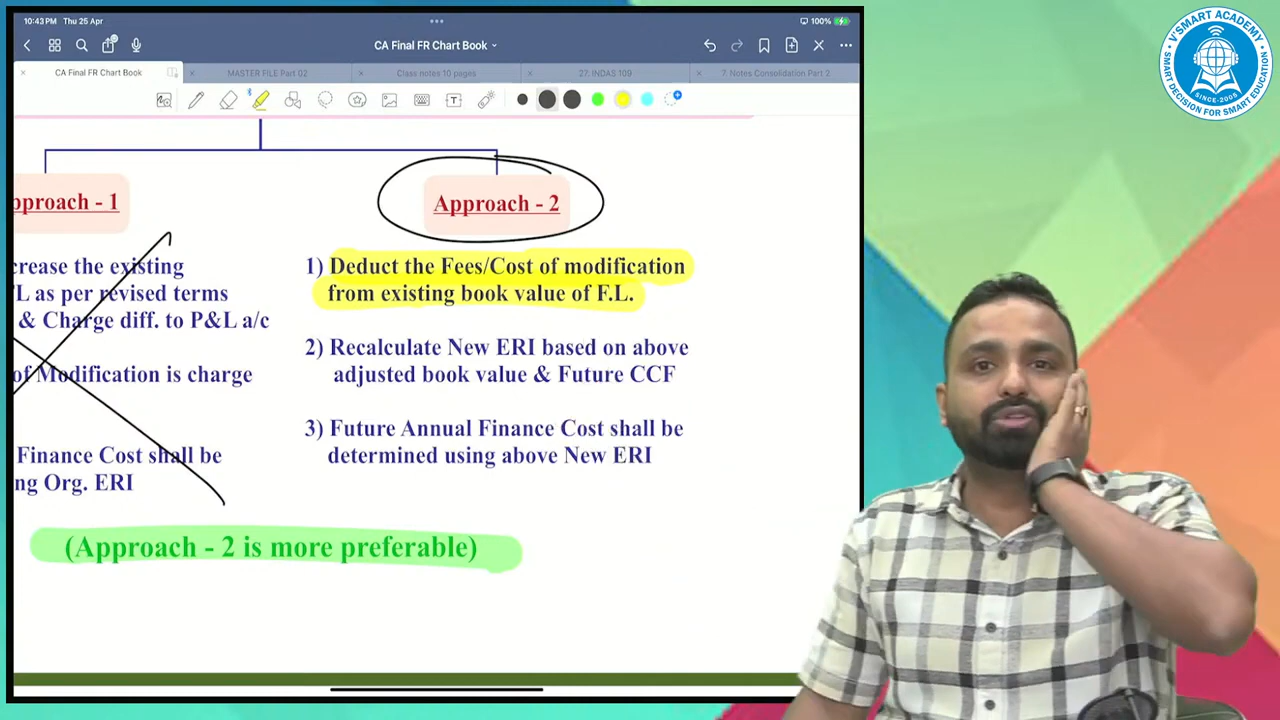 10:43 PM Thu 25 Apr
100%
CA Final FR Chart Book
CA Final FR Chart Book
MASTER FILE Part 02
Class notes 10 pages
27. INDAS 109
7. Notes Consolidation Part 2
pproach - 1
crease the existing
L as per revised terms
& Charge diff. to P&L a/c
of Modification is charge
Finance Cost shall be
ng Org. ERI
Approach - 2
1) Deduct the Fees/Cost of modification
from existing book value of F.L.
2) Recalculate New ERI based on above
adjusted book value & Future CCF
3) Future Annual Finance Cost shall be
determined using above New ERI
(Approach - 2 is more preferable)
V'SMART ACADEMY
SINCE-2005
SMART DECISION FOR SMART EDUCATION